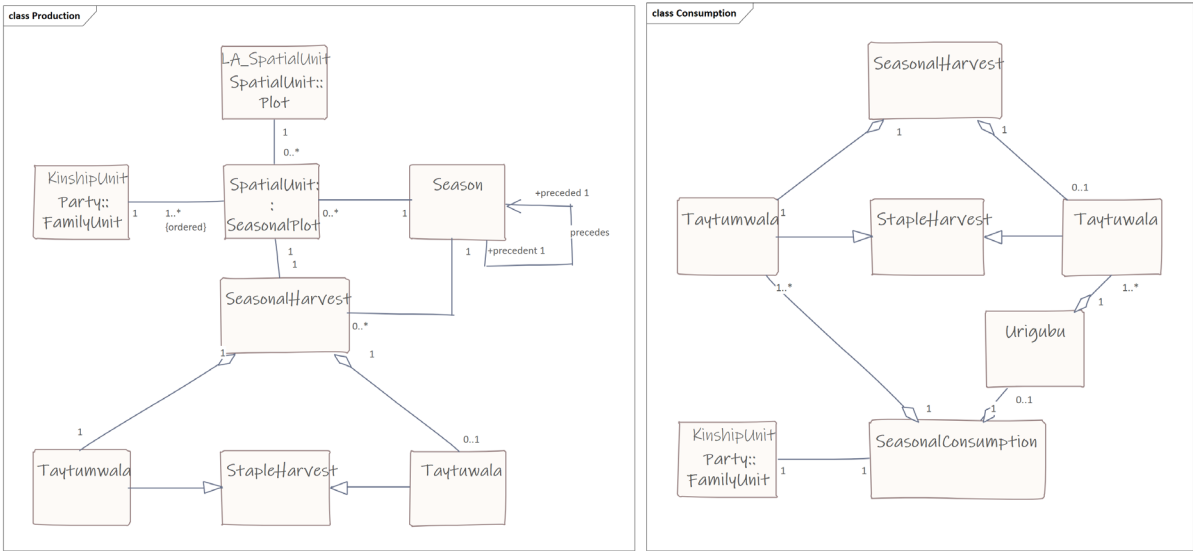 class Production
LA_SpatialUnit
SpatialUnit::
Plot
1
0..*
KinshipUnit
Party::
FamilyUnit
1
1..*
{ordered}
SpatialUnit:
:
SeasonalPlot
0..*
1
Season
+preceded 1
precedes
+precedent 1
1
1
1
SeasonalHarvest
0..*
1
1
1
0..1
Taytumwala
StapleHarvest
Taytuwala
class Consumption
SeasonalHarvest
1
1
1
0..1
Taytumwala
StapleHarvest
Taytuwala
1..*
1..*
1
Urigubu
0..1
1
1
KinshipUnit
Party::
FamilyUnit
1
1
SeasonalConsumption